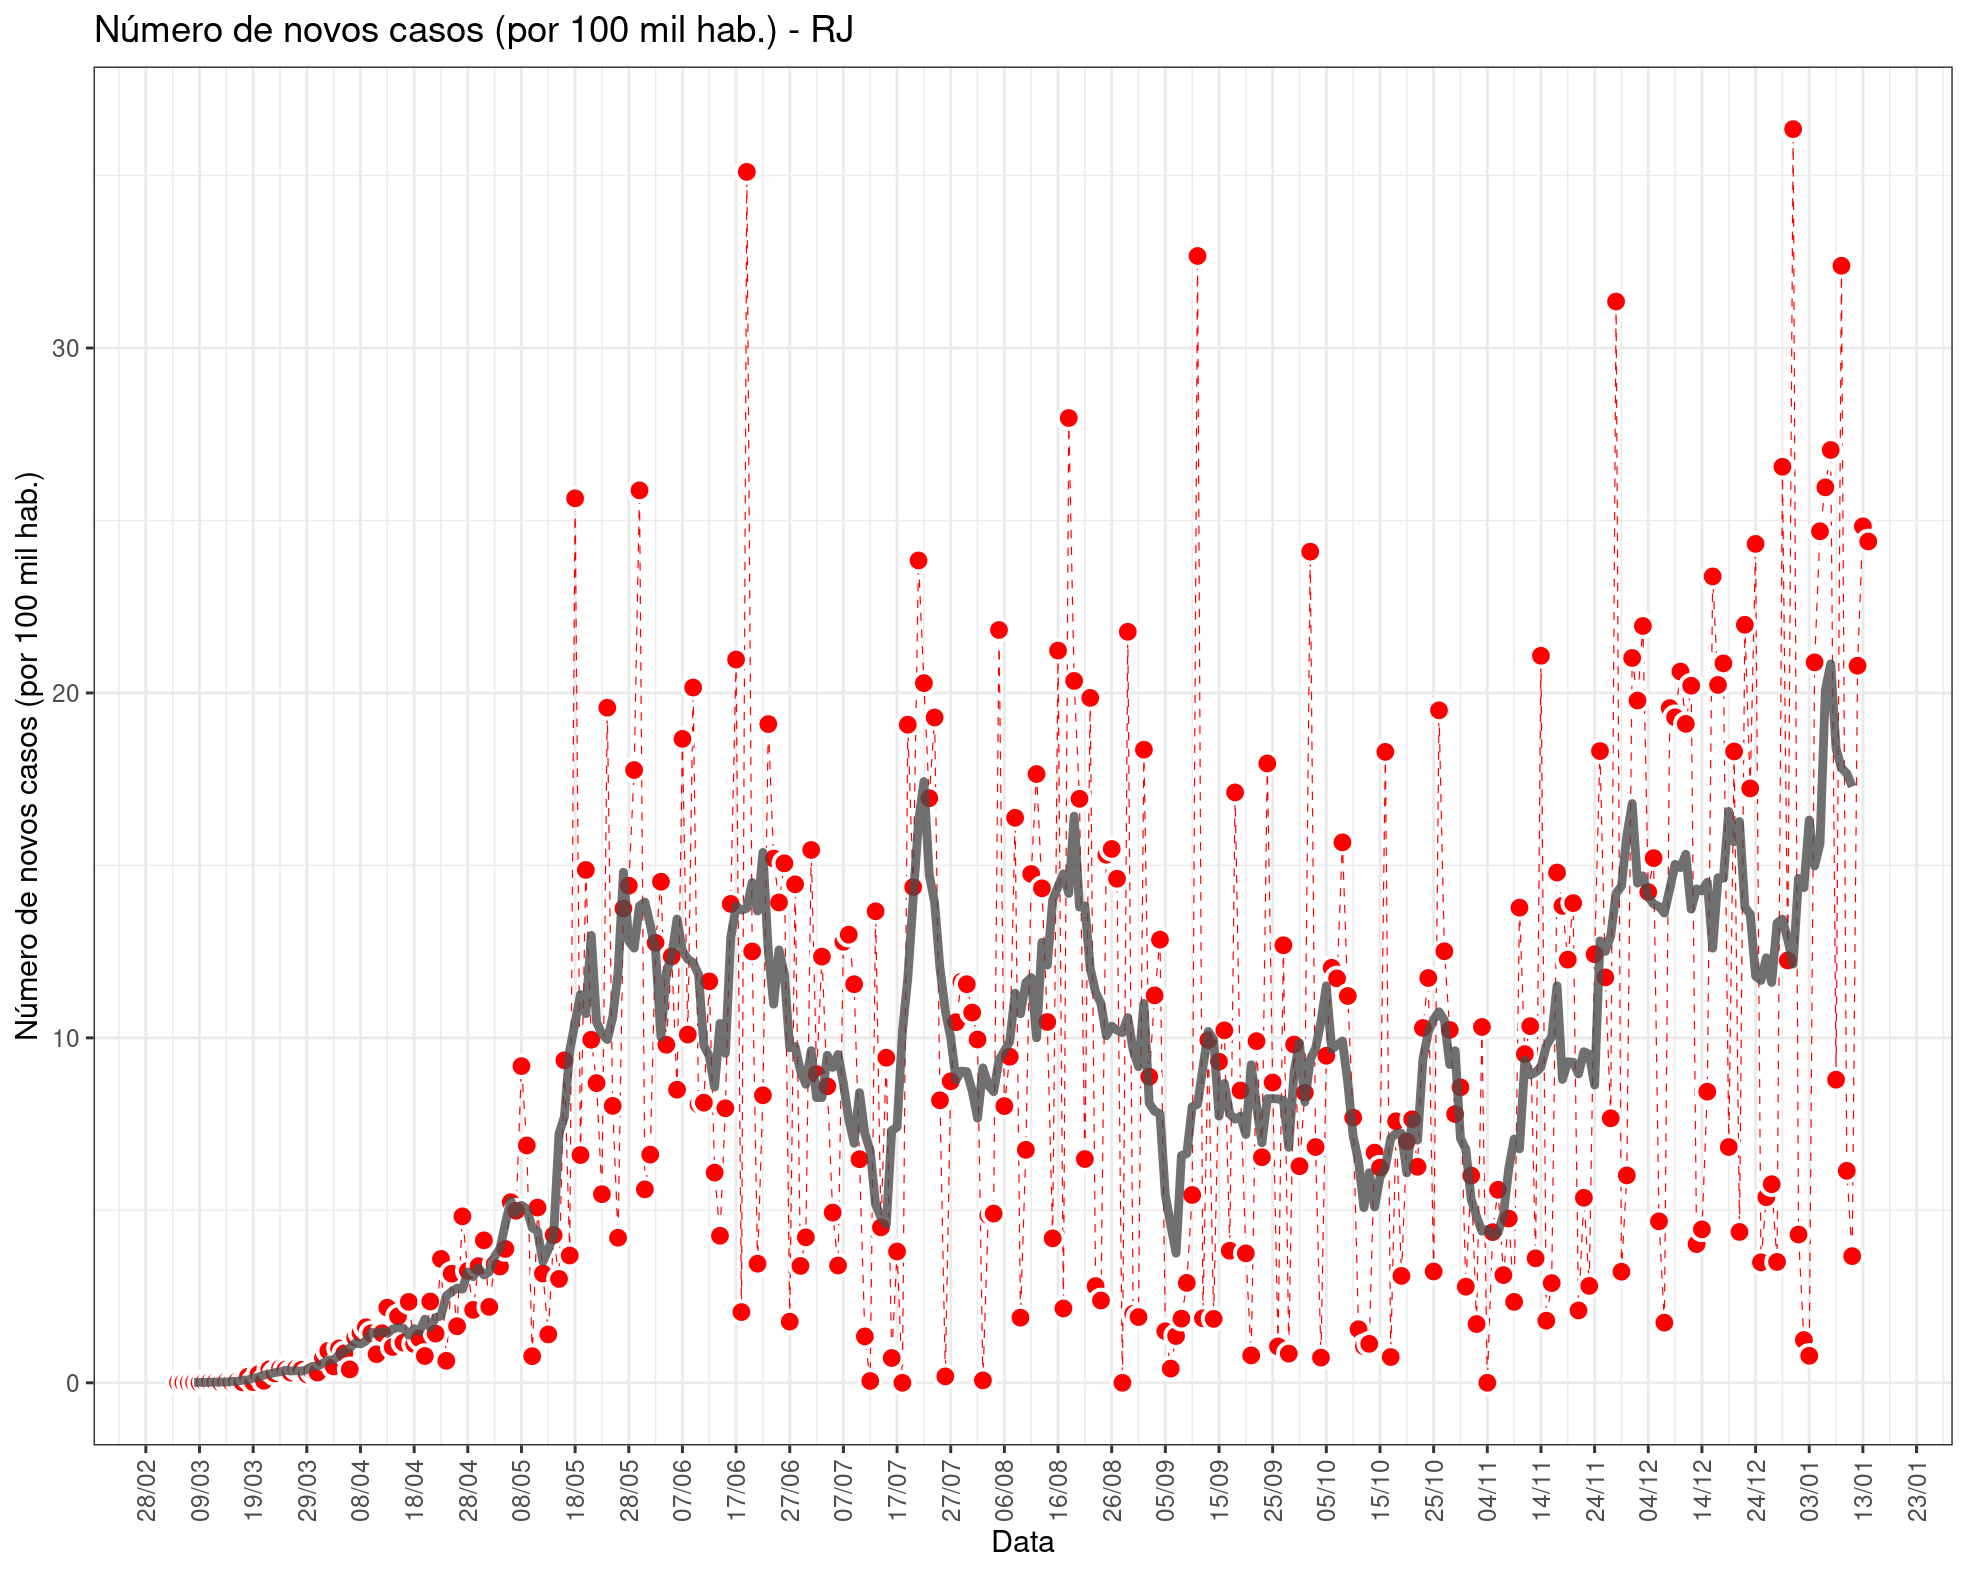 Número de novos casos (por 100 mil hab.) - RJ
Número de novos casos (por 100 mil hab.)
30
20
10
0
28/02 09/03 19/03 29/03 08/04 18/04 28/04 08/05 18/05 28/05 07/06 17/06 27/06 07/07 17/07 27/07 06/08 16/08 26/08 05/09 15/09 25/09 05/10 15/10 25/10 04/11 14/11 24/11 04/12 14/12 24/12 03/01 13/01 23/01
Data